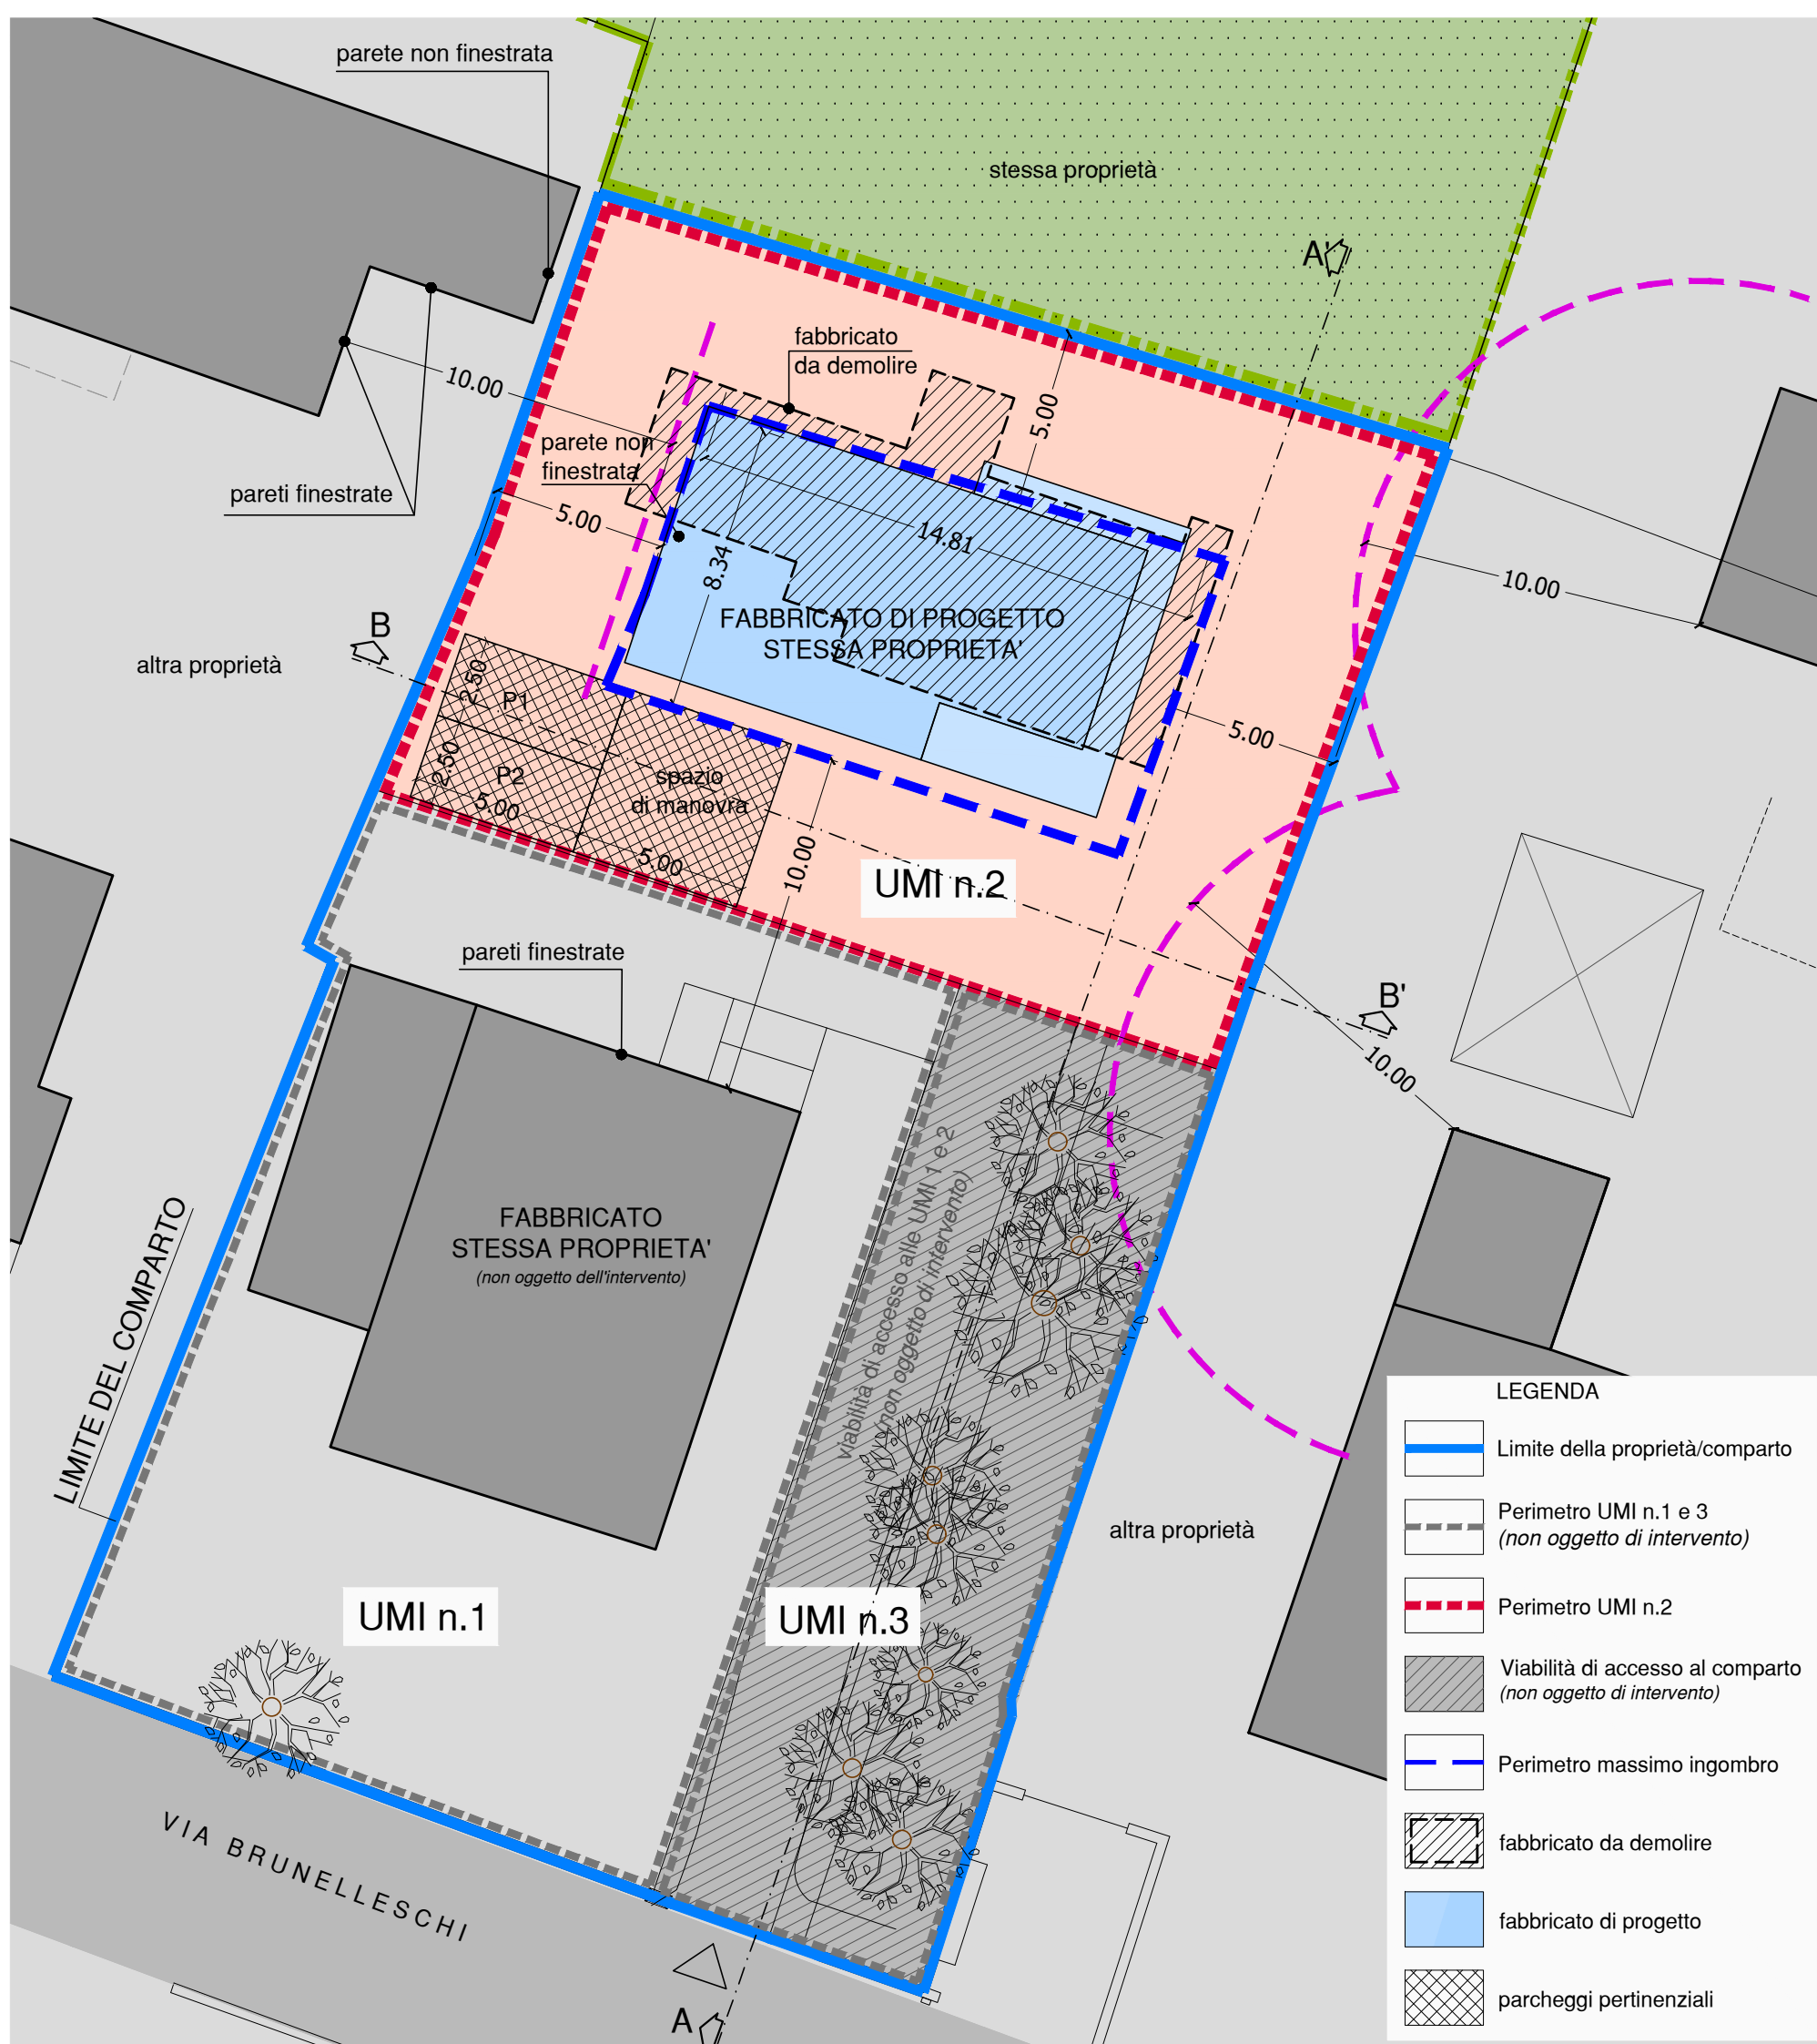 parete non finestrata
stessa proprietà
A'
fabbricato
da demolire
10.00
5.00
parete non
finestrata
pareti finestrate
5.00
14.81
8.34
10.00
FABBRICATO DI PROGETTO
STESSA PROPRIETA'
B
altra proprietà
2.50
P1
2.50
P2
5.00
spazio
di manovra
5.00
5.00
10.00
UMI n.2
pareti finestrate
B'
10.00
viabilità di accesso alle UMI 1 e 2
(non oggetto di intervento)
LIMITE DEL COMPARTO
FABBRICATO
STESSA PROPRIETA'
(non oggetto dell'intervento)
altra proprietà
UMI n.1
UMI n.3
VIA BRUNELLESCHI
A
LEGENDA
Limite della proprietà/comparto
Perimetro UMI n.1 e 3
(non oggetto di intervento)
Perimetro UMI n.2
Viabilità di accesso al comparto
(non oggetto di intervento)
Perimetro massimo ingombro
fabbricato da demolire
fabbricato di progetto
parcheggi pertinenziali